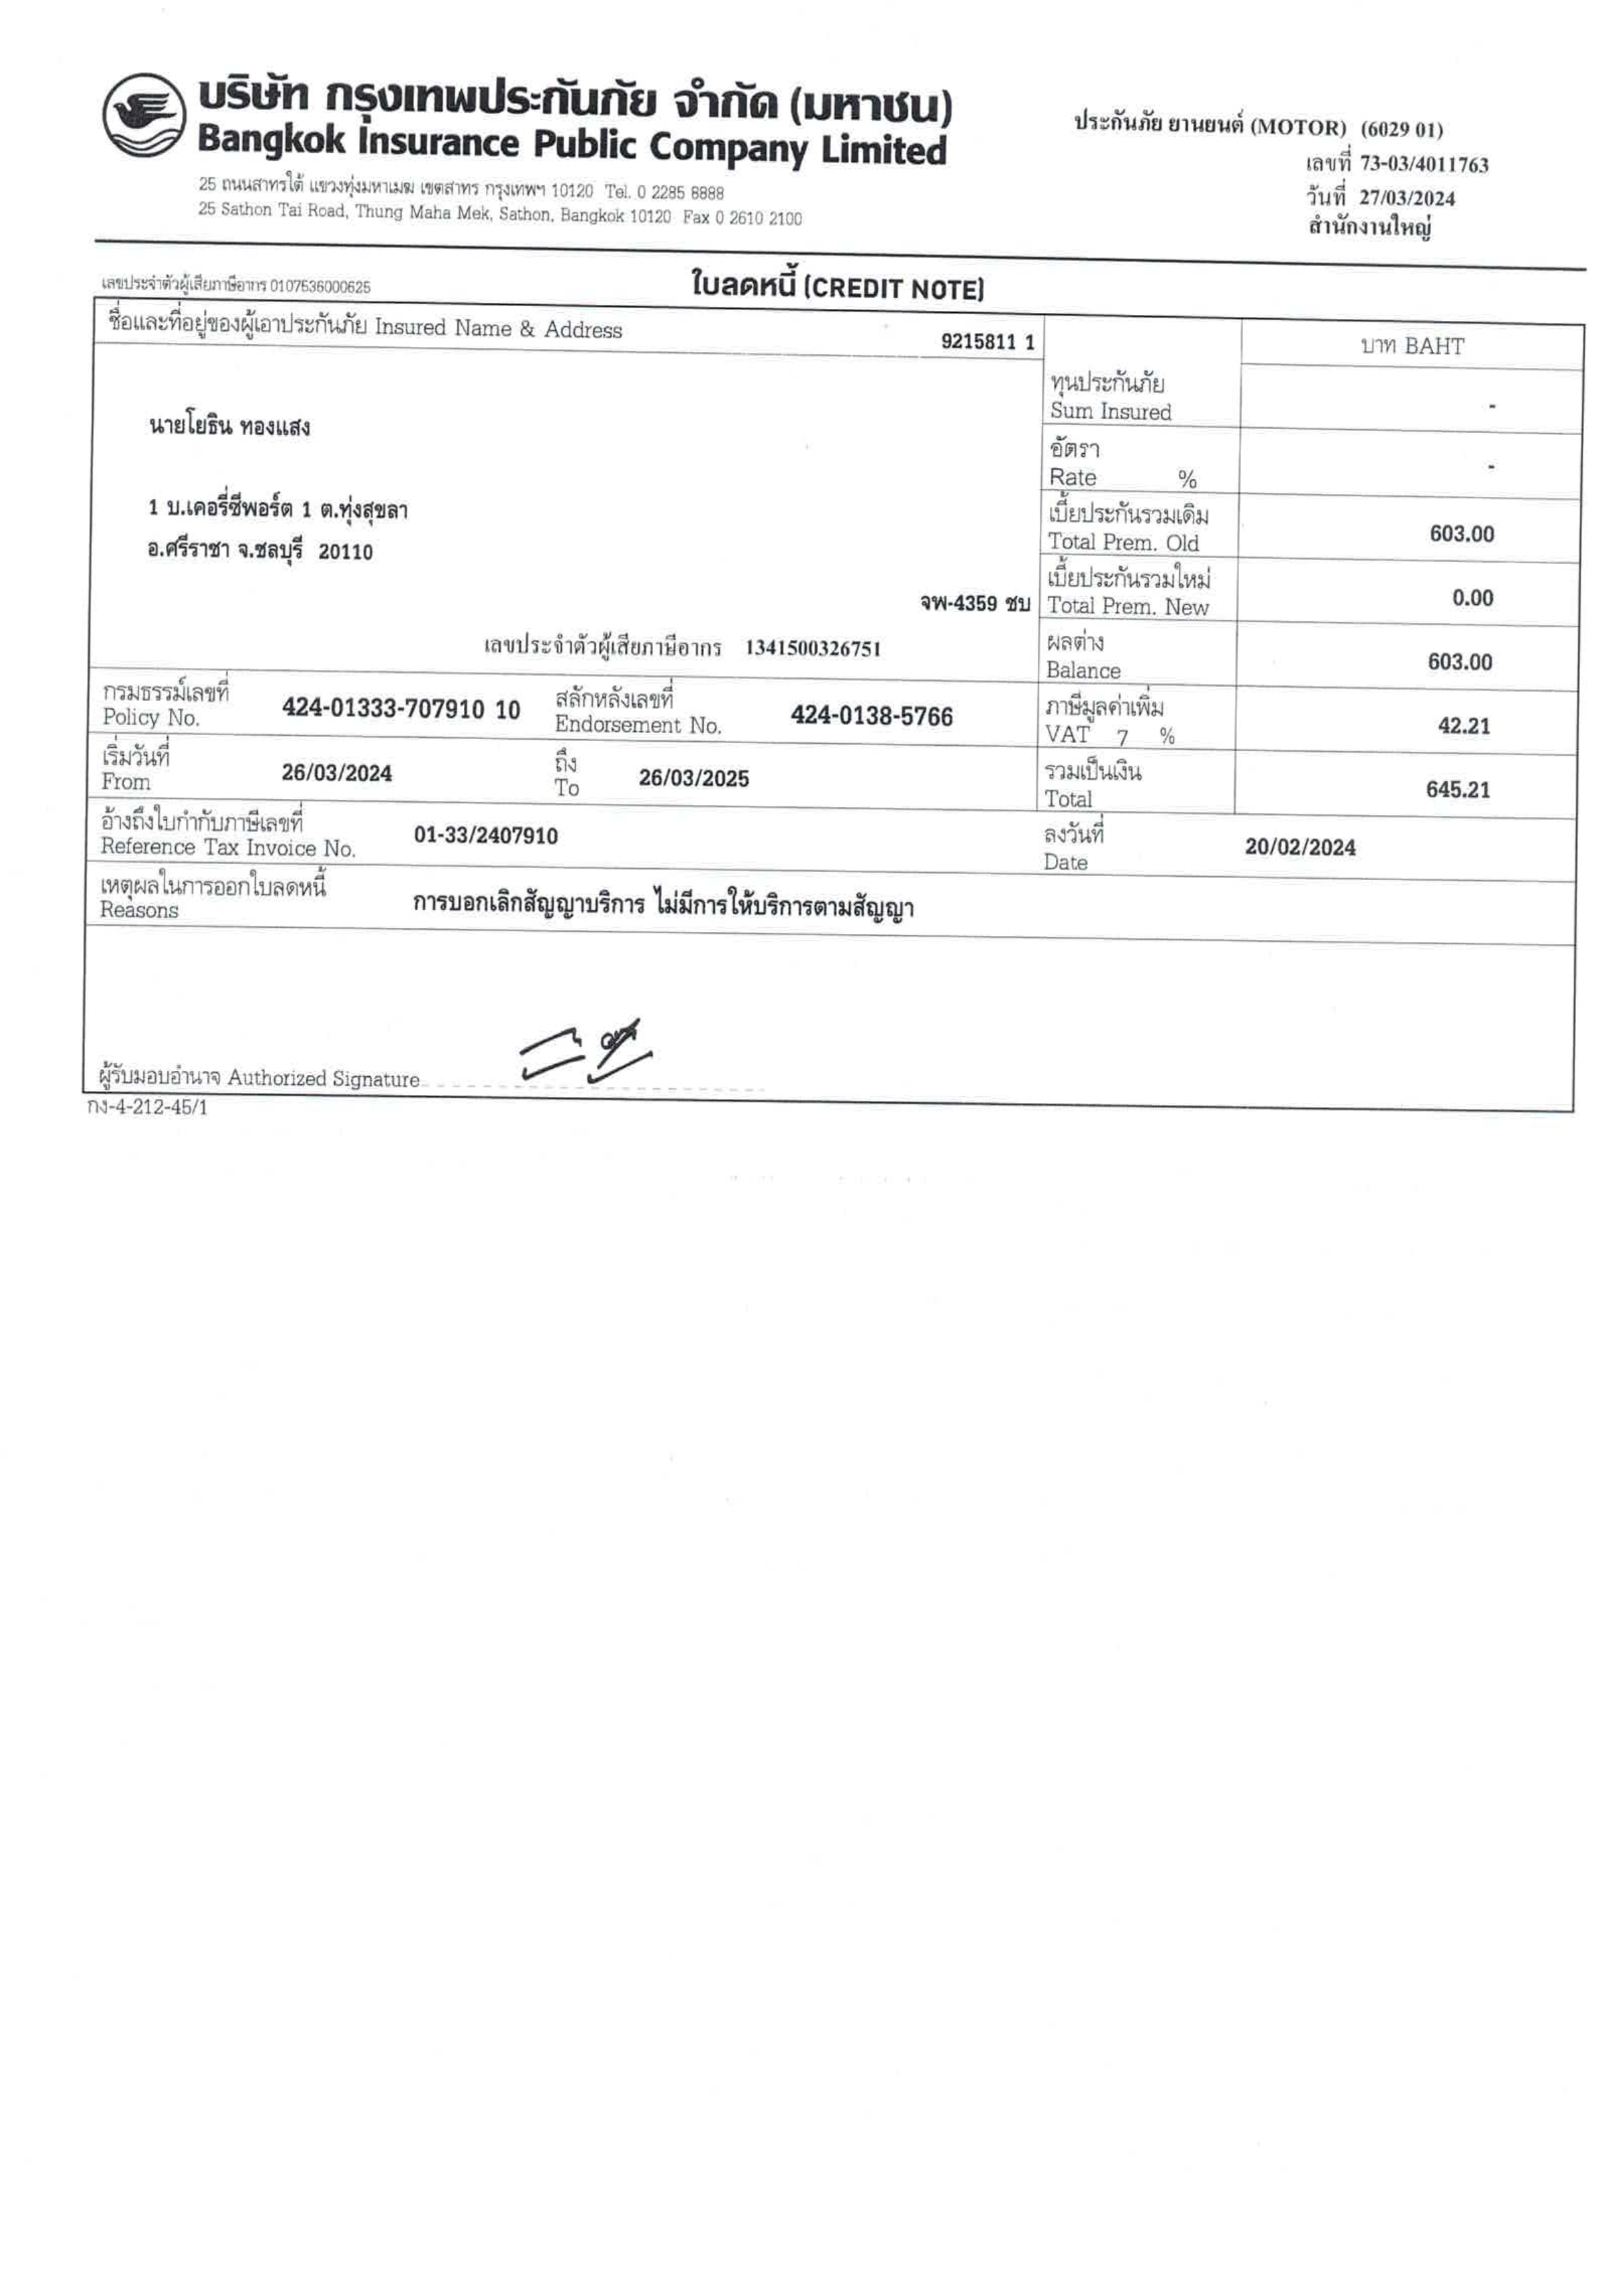 บริษัท กรุงเทพประกันภัย จำกัด (มหาชน)
Bangkok Insurance Public Company Limited
25 ถนนสาทรใต้ แขวงทุ่งมหาเมฆ เขตสาทร กรุงเทพฯ 10120 Tel. 0 2285 8888
25 Sathon Tai Road, Thung Maha Mek, Sathon, Bangkok 10120 Fax 0 2610 2100
ประกันภัย ยานยนต์ (MOTOR) (6029 01)
เลขที่ 73-03/4011763
วันที่ 27/03/2024
สำนักงานใหญ่
เลขประจำตัวผู้เสียภาษีอากร 0107536000625
ใบลดหนี้ (CREDIT NOTE)
ชื่อและที่อยู่ของผู้เอาประกันภัย Insured Name & Address 9215811 1
บาท BAHT
นายโยธิน ทองแสง
1 บ.เคอรี่ซีพอร์ต 1 ต.ทุ่งสุขลา
อ.ศรีราชา จ.ชลบุรี 20110
จพ-4359 ชบ
เลขประจำตัวผู้เสียภาษีอากร 1341500326751
ทุนประกันภัย
Sum Insured -
อัตรา
Rate % -
เบี้ยประกันรวมเดิม
Total Prem. Old 603.00
เบี้ยประกันรวมใหม่
Total Prem. New 0.00
ผลต่าง
Balance 603.00
กรมธรรม์เลขที่
Policy No. 424-01333-707910 10
สลักหลังเลขที่
Endorsement No. 424-0138-5766
ภาษีมูลค่าเพิ่ม
VAT 7 % 42.21
เริ่มวันที่
From 26/03/2024
ถึง
To 26/03/2025
รวมเป็นเงิน
Total 645.21
อ้างถึงใบกำกับภาษีเลขที่
Reference Tax Invoice No. 01-33/2407910
ลงวันที่
Date 20/02/2024
เหตุผลในการออกใบลดหนี้
Reasons การบอกเลิกสัญญาบริการ ไม่มีการให้บริการตามสัญญา
ผู้รับมอบอำนาจ Authorized Signature
กง-4-212-45/1